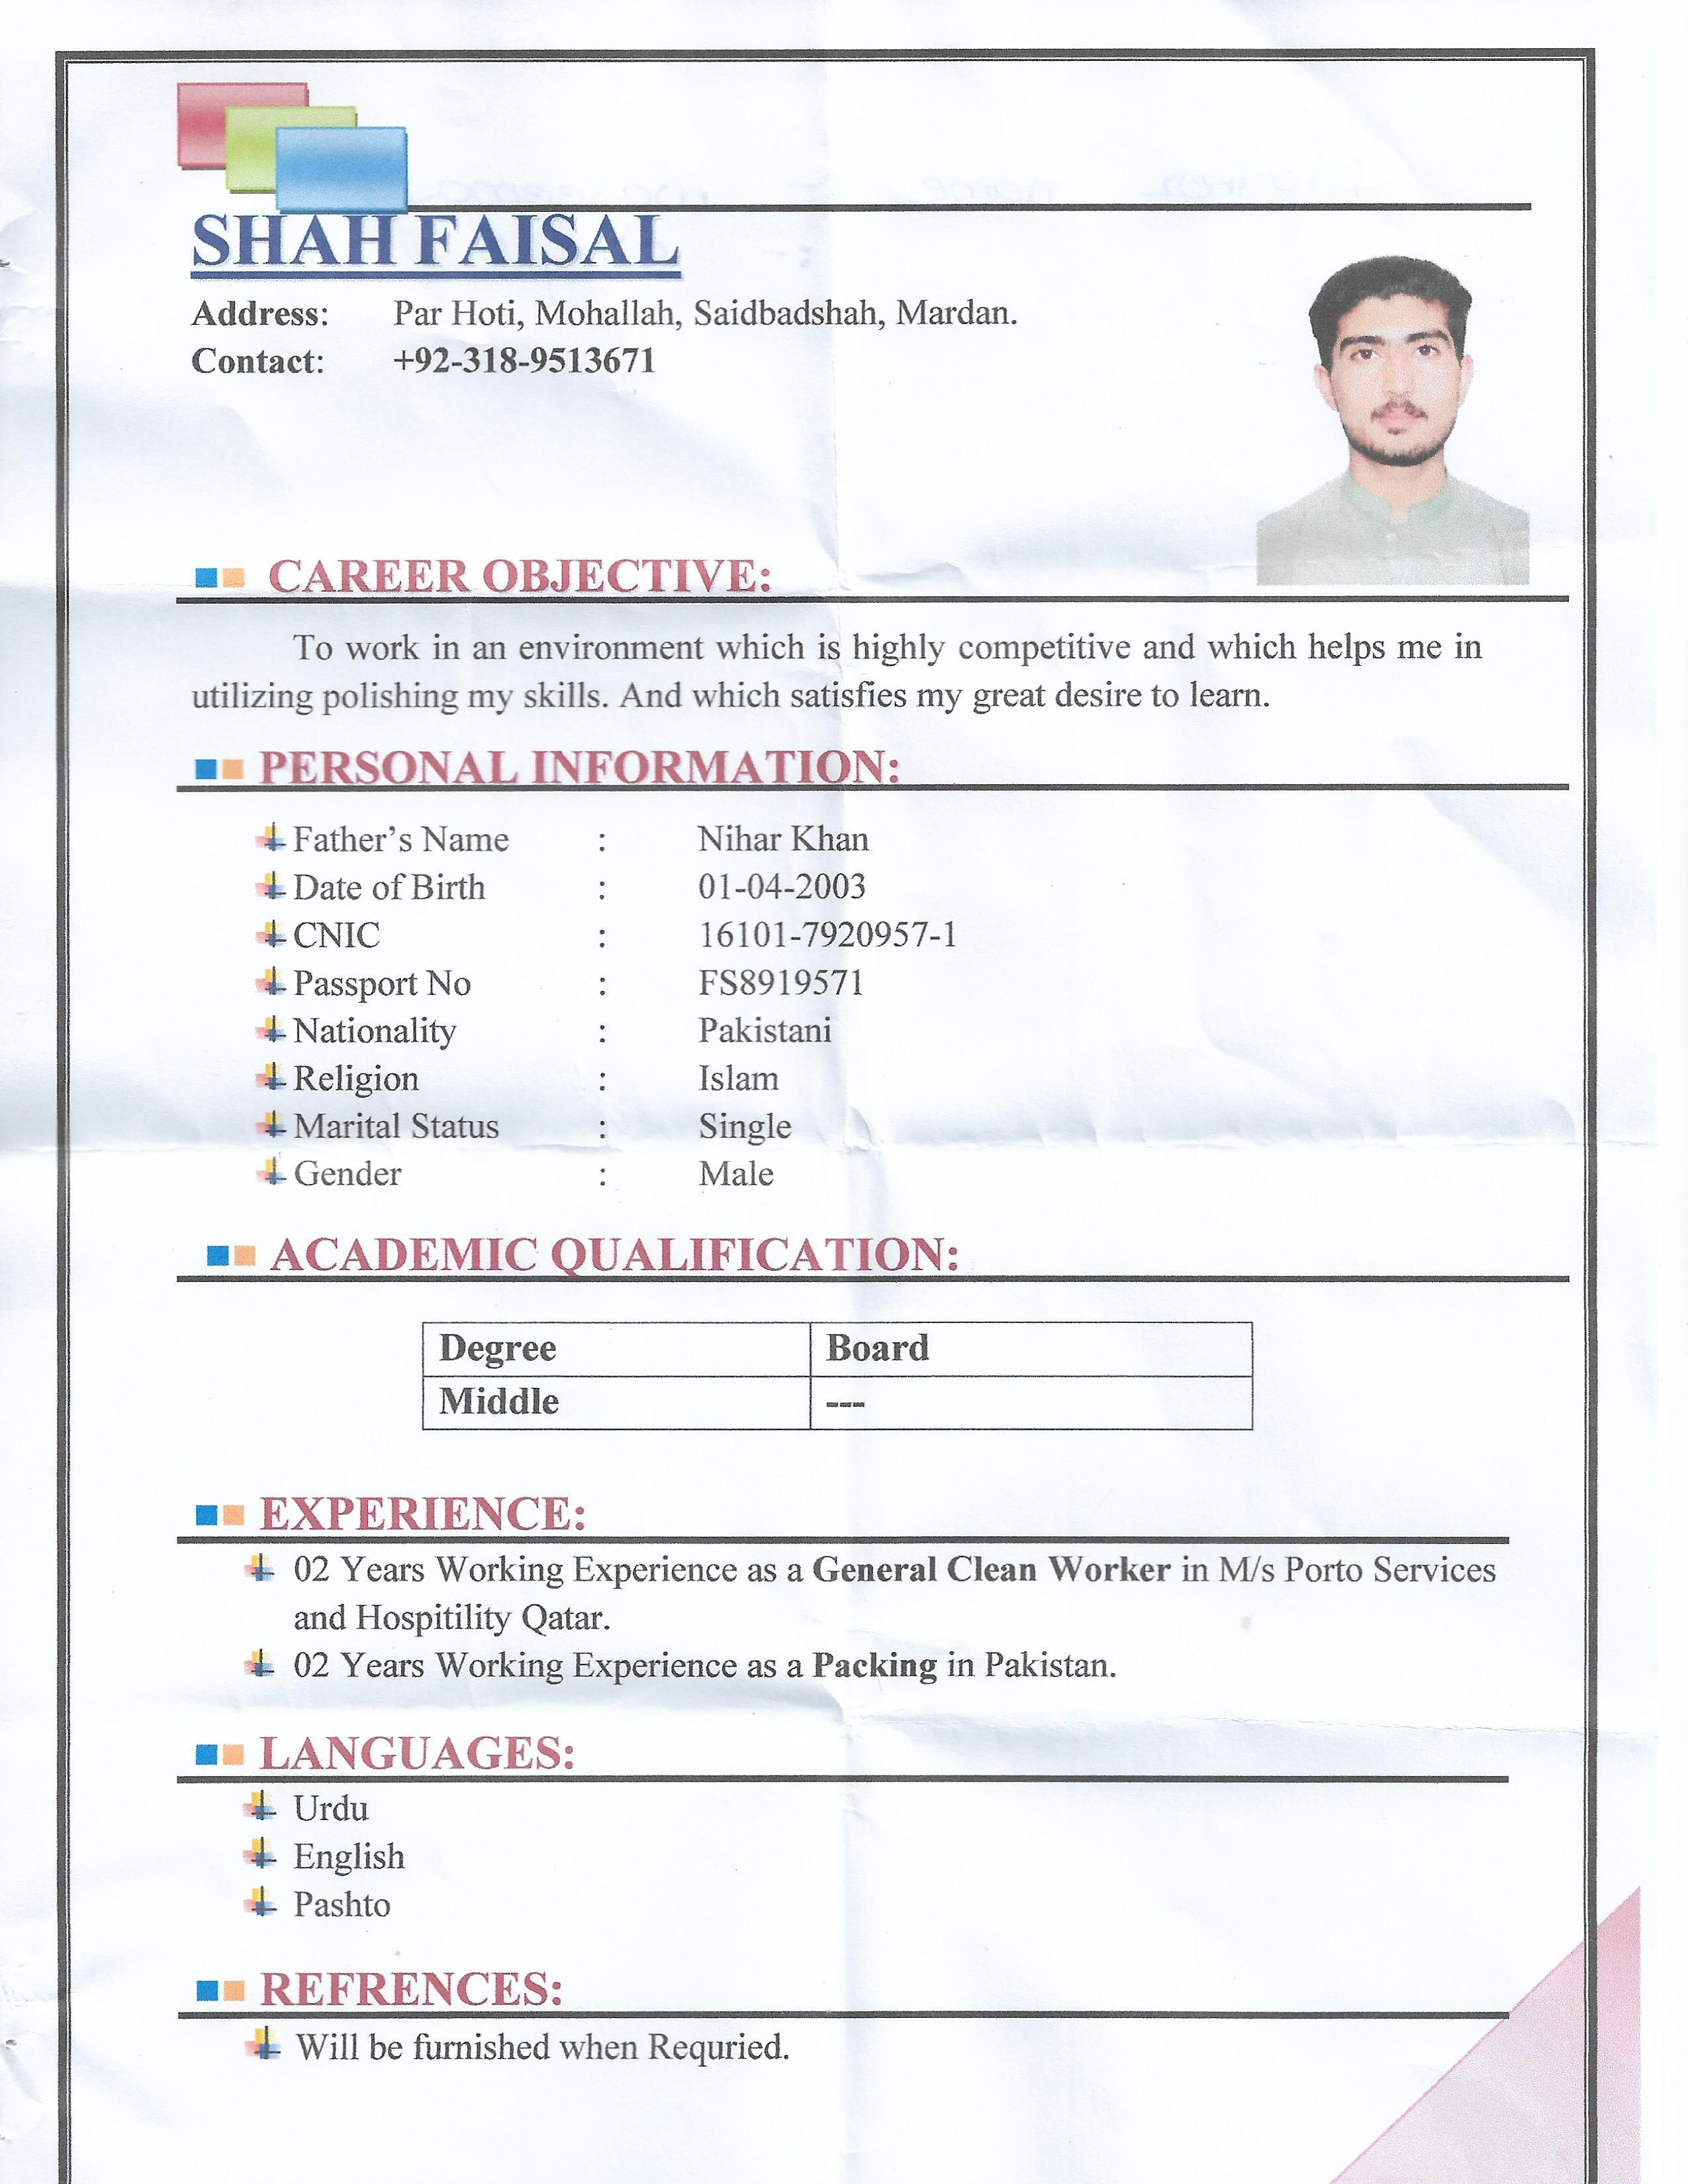 SHAH FAISAL
Address: Par Hoti, Mohallah, Saidbadshah, Mardan.
Contact: +92-318-9513671
CAREER OBJECTIVE:
To work in an environment which is highly competitive and which helps me in
utilizing polishing my skills. And which satisfies my great desire to learn.
PERSONAL INFORMATION:
Father's Name : Nihar Khan
Date of Birth : 01-04-2003
CNIC : 16101-7920957-1
Passport No : FS8919571
Nationality : Pakistani
Religion : Islam
Marital Status : Single
Gender : Male
ACADEMIC QUALIFICATION:
Degree Board
Middle ---
EXPERIENCE:
02 Years Working Experience as a General Clean Worker in M/s Porto Services
and Hospitility Qatar.
02 Years Working Experience as a Packing in Pakistan.
LANGUAGES:
Urdu
English
Pashto
REFRENCES:
Will be furnished when Requried.